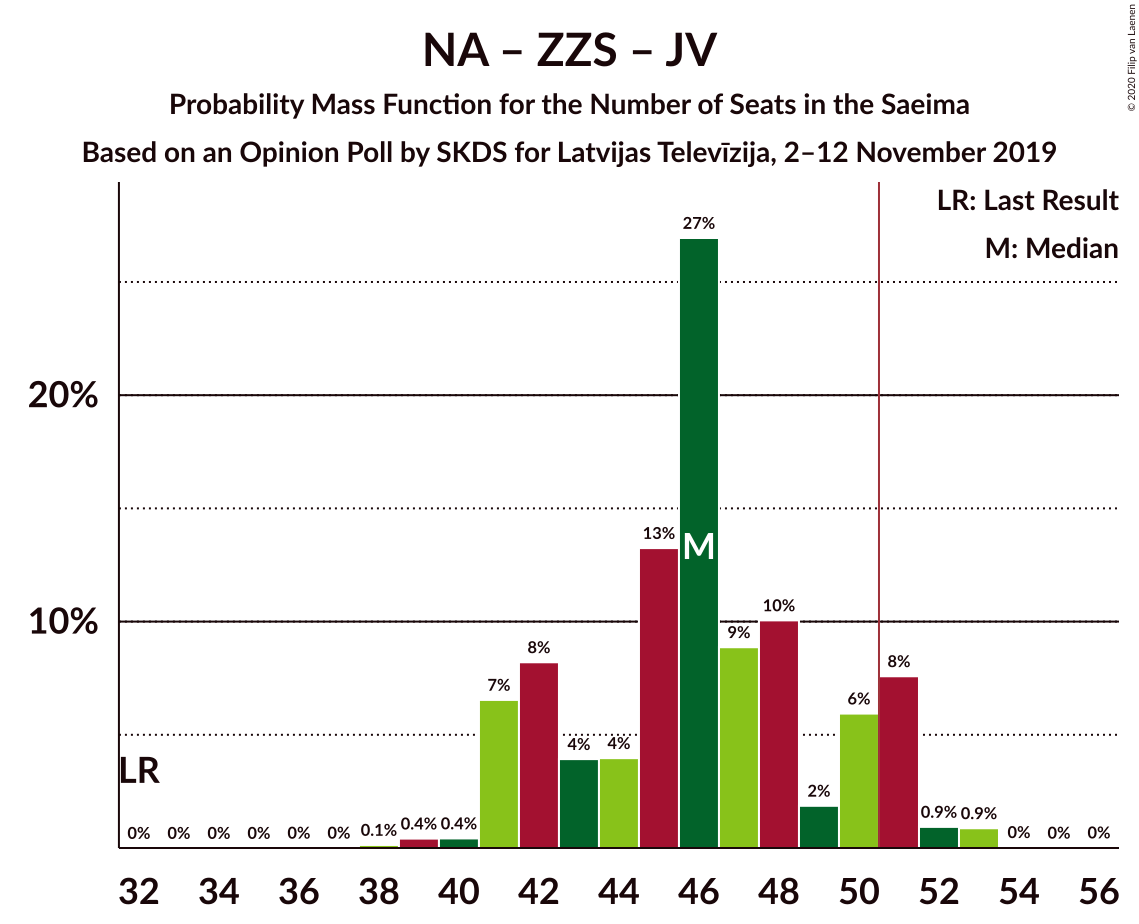 NA – ZZS – JV
Probability Mass Function for the Number of Seats in the Saeima
Based on an Opinion Poll by SKDS for Latvijas Televīzija, 2–12 November 2019
© 2020 Filip van Laenen
LR: Last Result
M: Median
27%
20%
13%
M
10%
10%
9%
8%
8%
7%
6%
4%
4%
LR
2%
0% 0% 0% 0% 0% 0% 0.1% 0.4% 0.4% 0.9% 0.9% 0% 0% 0%
32 34 36 38 40 42 44 46 48 50 52 54 56